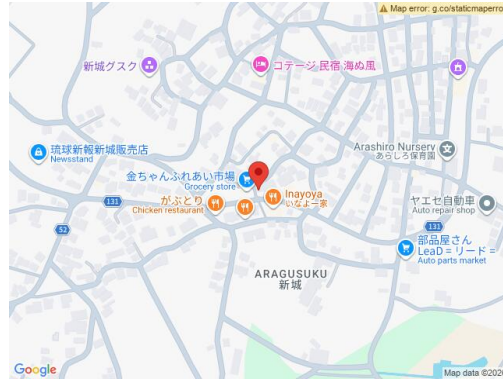 Map error: g.co/staticmaperro
新城グスク
コテージ 民宿 海ぬ風
琉球新報新城販売店
Newsstand
Arashiro Nursery
あらしろ保育園
金ちゃんふれあい市場
Grocery store
Inayoya
いなよー家
131
がぶとり
Chicken restaurant
ヤエセ自動車
Auto repair shop
52
131
部品屋さん
LeaD = リード =
Auto parts market
ARAGUSUKU
新城
Google
Map data ©202